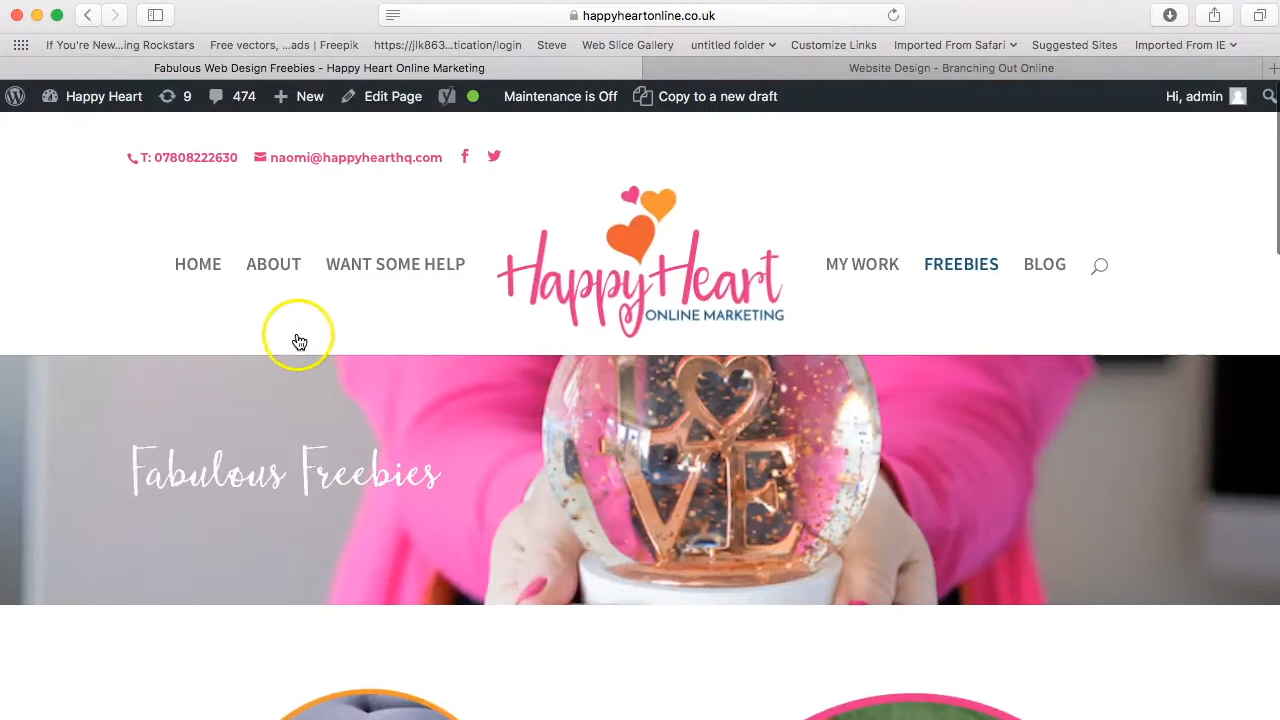 happyheartonline.co.uk
If You're New...ing Rockstars Free vectors, ...ads | Freepik https://jlk863...tication/login Steve Web Slice Gallery untitled folder Customize Links Imported From Safari Suggested Sites Imported From IE
Fabulous Web Design Freebies - Happy Heart Online Marketing Website Design - Branching Out Online
Happy Heart 9 474 New Edit Page Maintenance is Off Copy to a new draft Hi, admin
T: 07808222630 naomi@happyhearthq.com
HOME ABOUT WANT SOME HELP MY WORK FREEBIES BLOG
Happy Heart
ONLINE MARKETING
Fabulous Freebies
LOVE